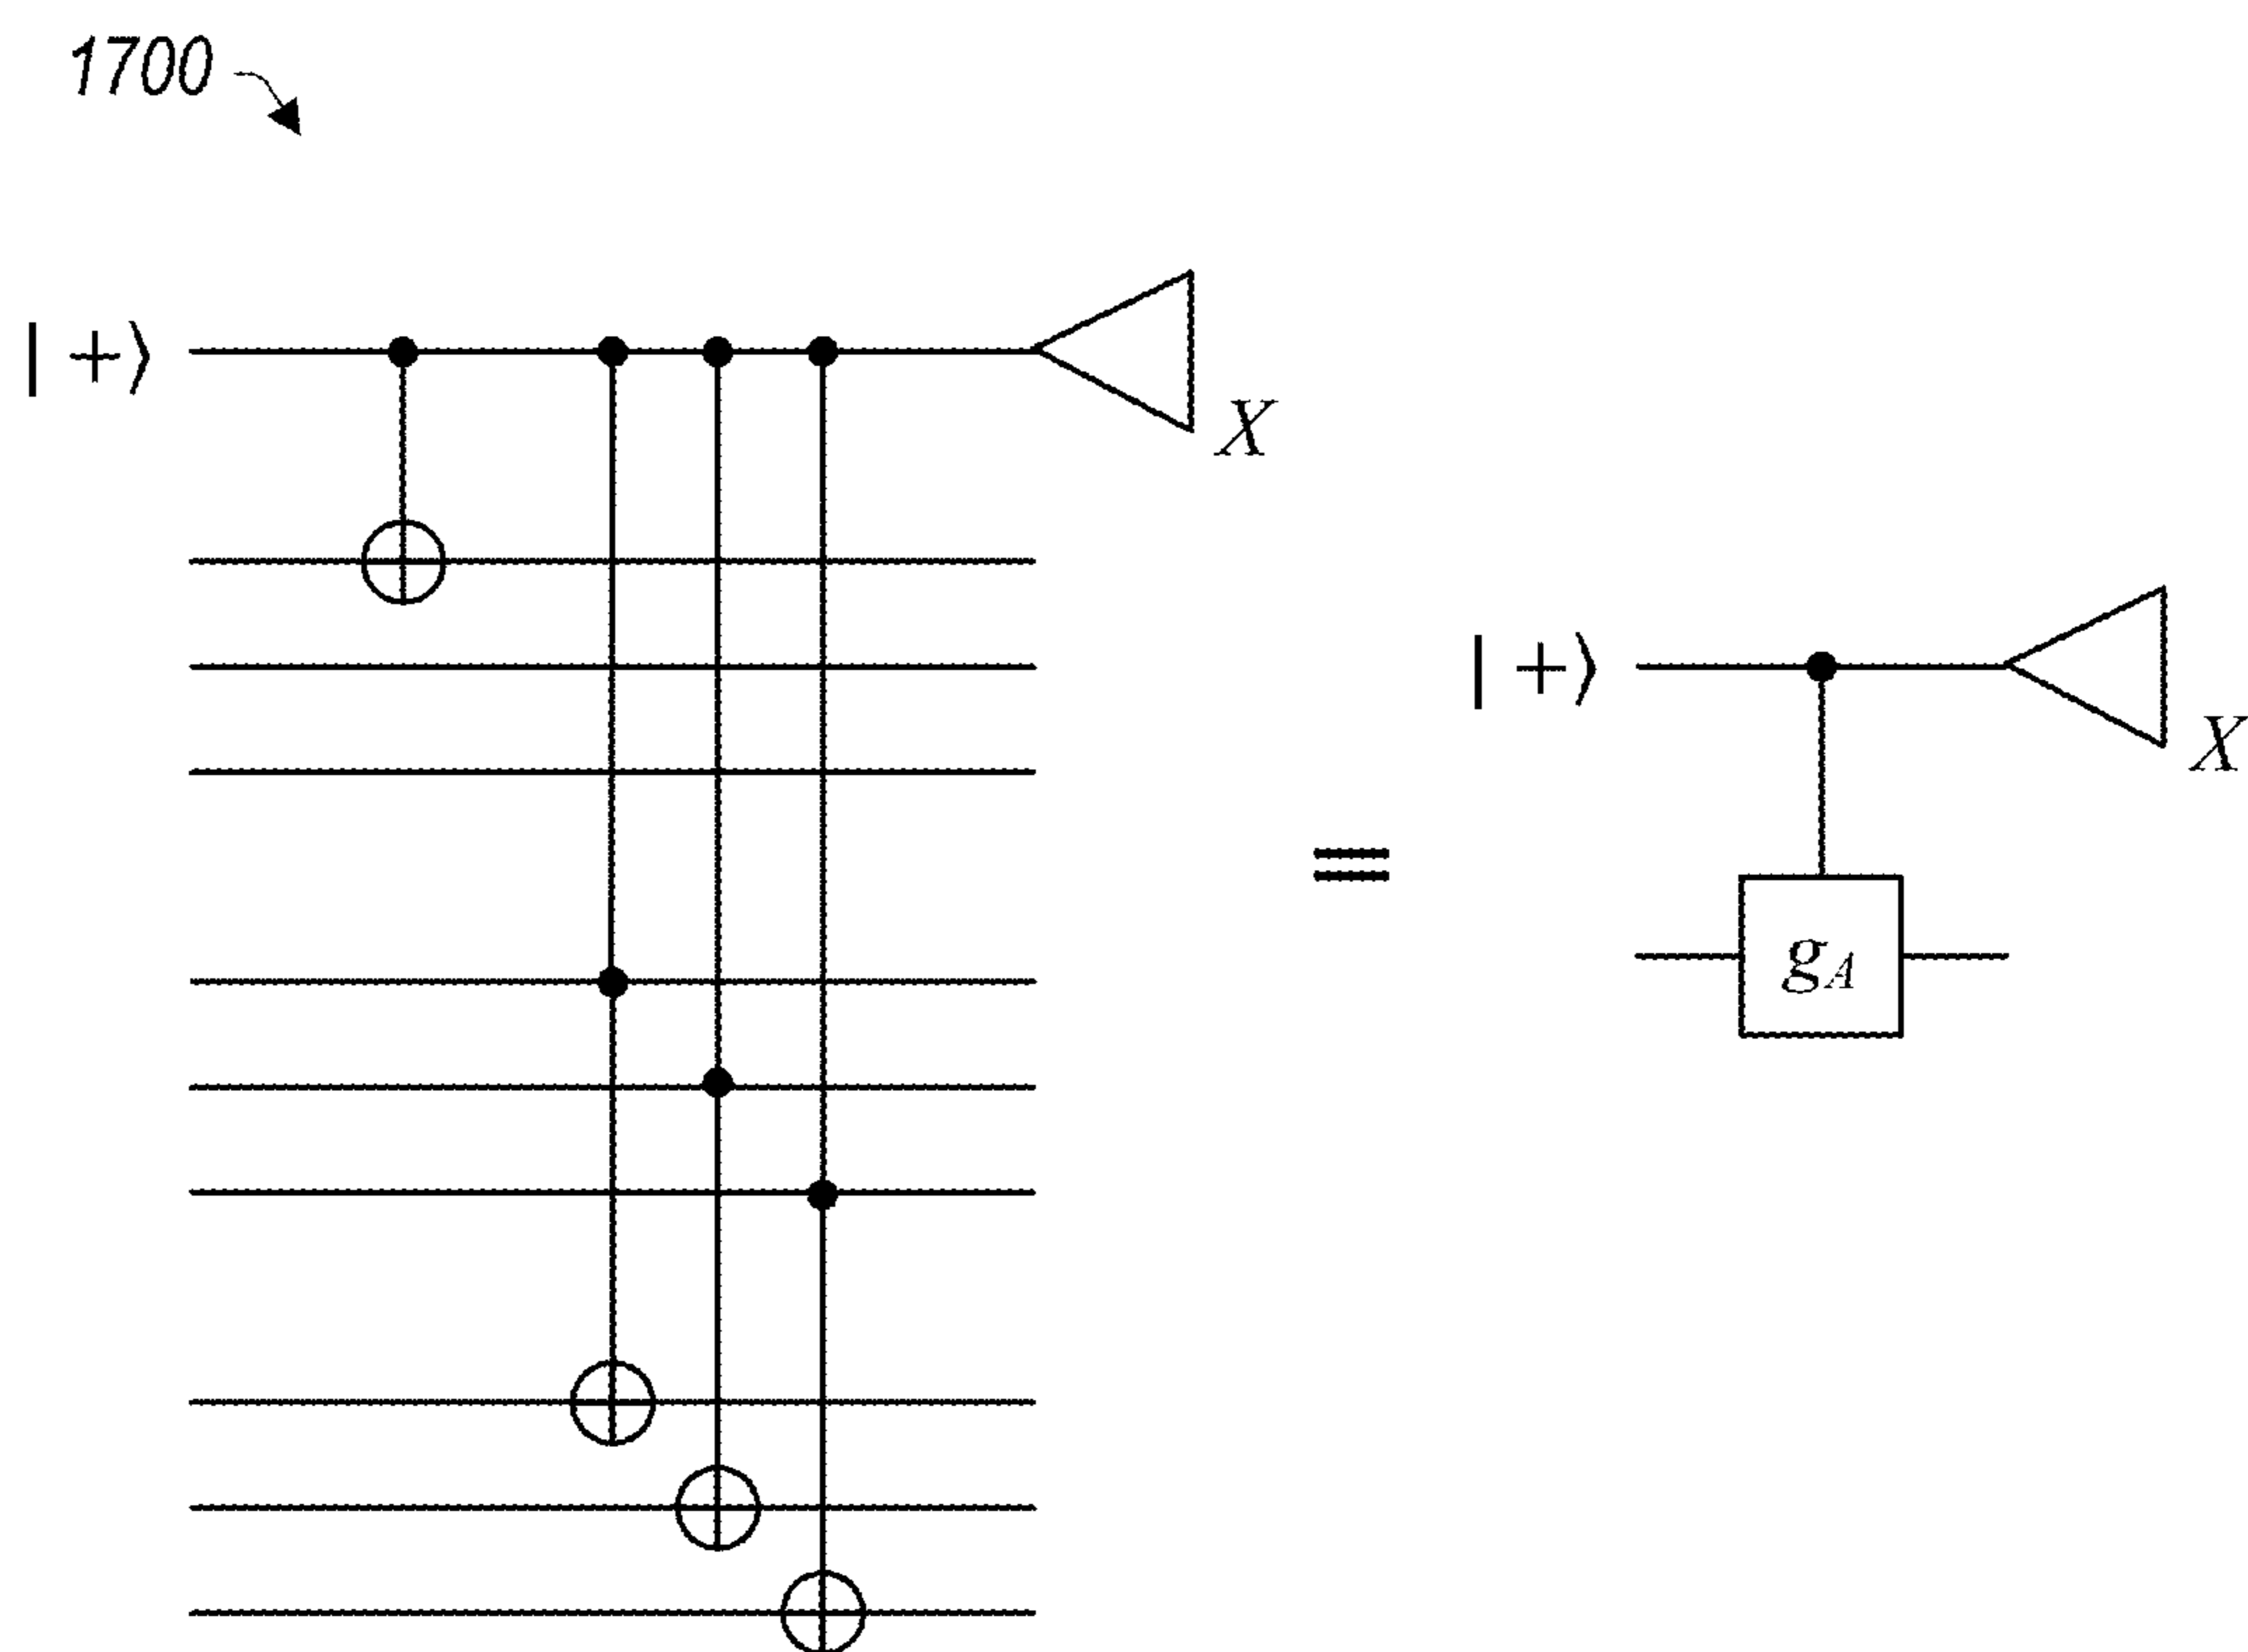 1700
|+⟩
X
|+⟩
X
=
g_A